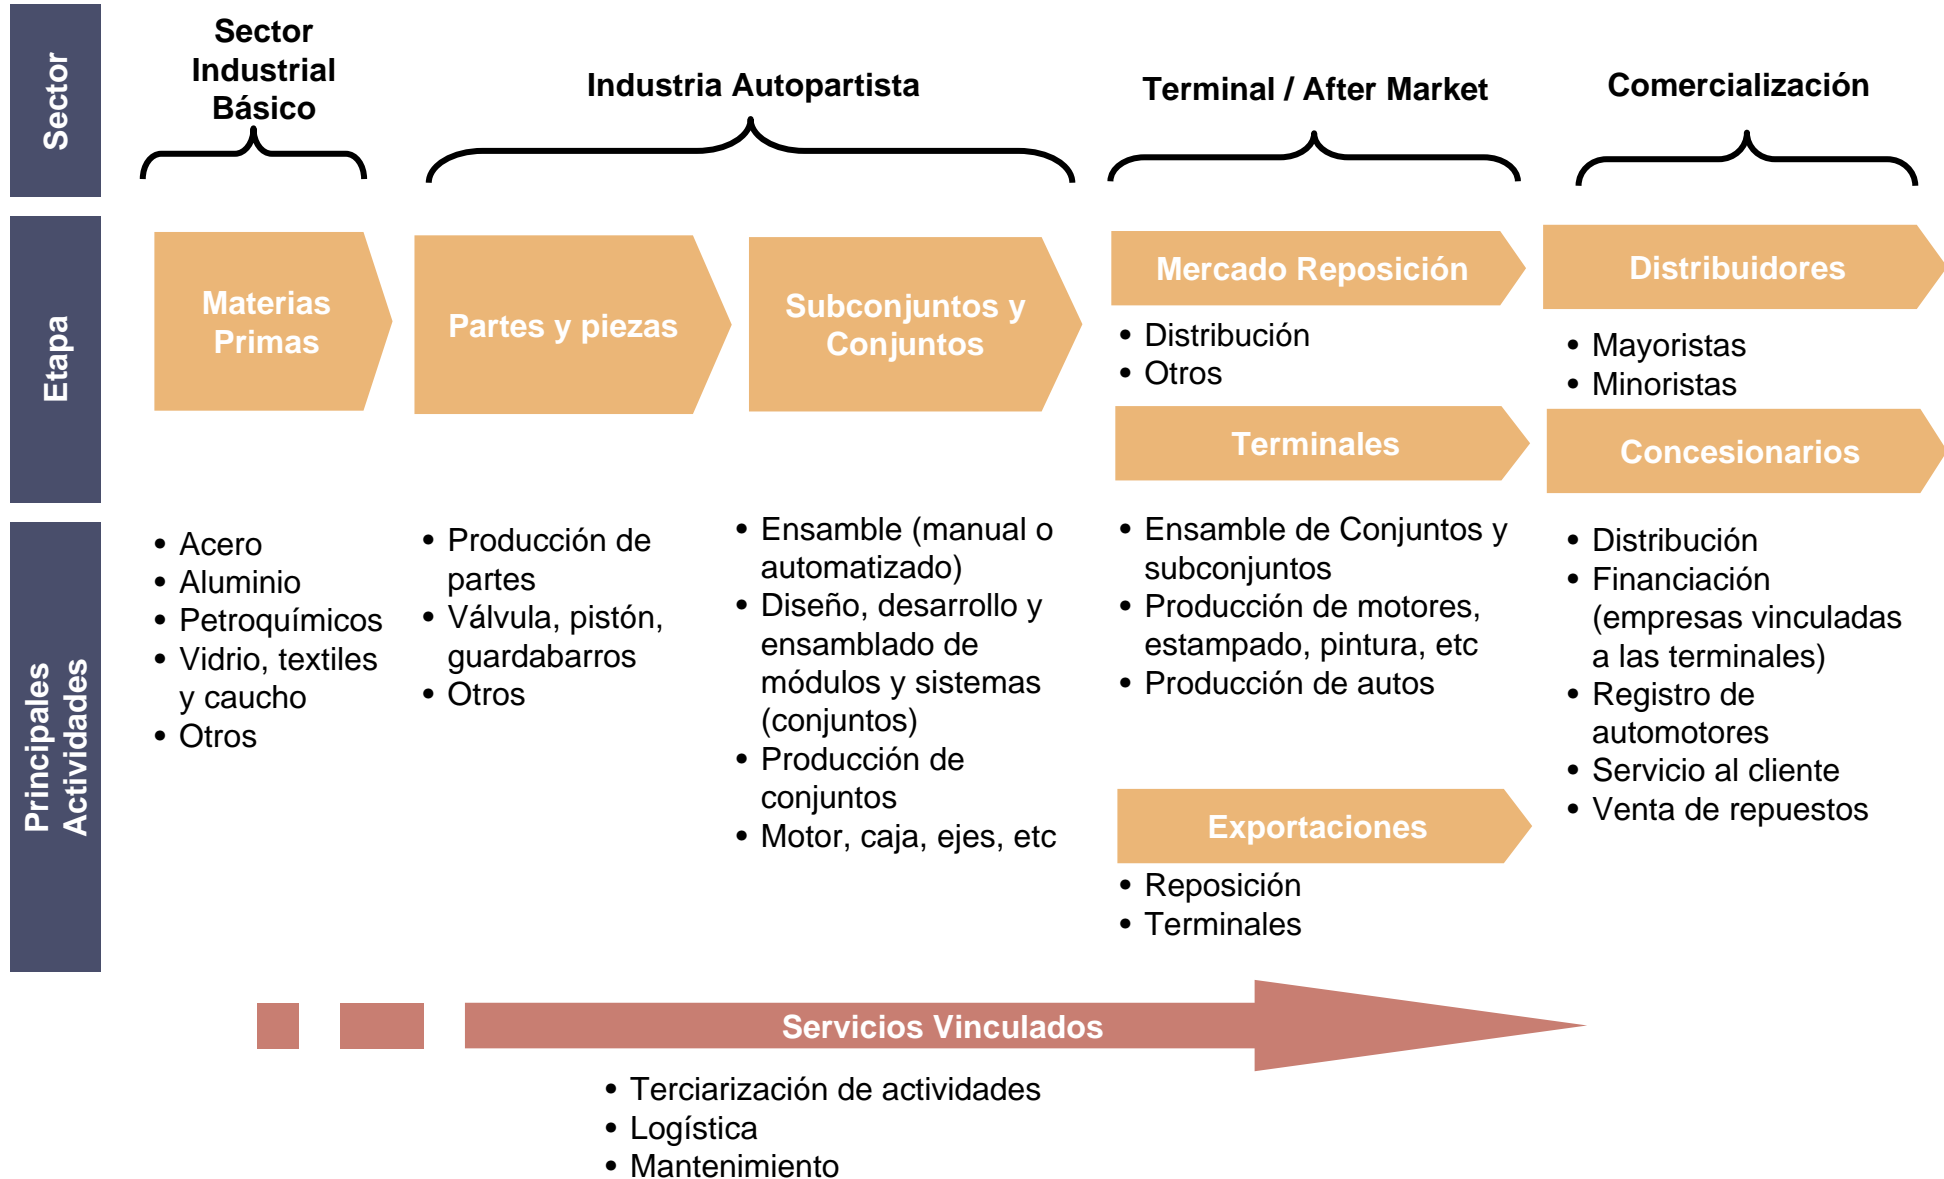 Sector
Sector
Industrial
Básico
Industria Autopartista
Terminal / After Market
Comercialización
Etapa
Materias
Primas
Partes y piezas
Subconjuntos y
Conjuntos
Mercado Reposición
• Distribución
• Otros
Terminales
Distribuidores
• Mayoristas
• Minoristas
Concesionarios
Principales
Actividades
• Acero
• Aluminio
• Petroquímicos
• Vidrio, textiles
y caucho
• Otros
• Producción de
partes
• Válvula, pistón,
guardabarros
• Otros
• Ensamble (manual o
automatizado)
• Diseño, desarrollo y
ensamblado de
módulos y sistemas
(conjuntos)
• Producción de
conjuntos
• Motor, caja, ejes, etc
• Ensamble de Conjuntos y
subconjuntos
• Producción de motores,
estampado, pintura, etc
• Producción de autos
Exportaciones
• Reposición
• Terminales
• Distribución
• Financiación
(empresas vinculadas
a las terminales)
• Registro de
automotores
• Servicio al cliente
• Venta de repuestos
Servicios Vinculados
• Terciarización de actividades
• Logística
• Mantenimiento